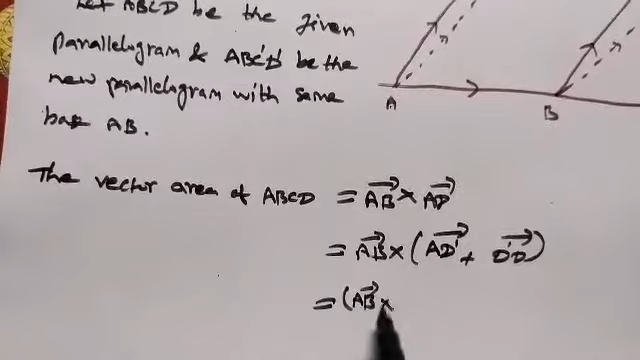 Let ABCD be the given
parallelogram & ABC'D' be the
new parallelogram with same
base AB.
A
B
The vector area of ABCD = AB⃗ × AD⃗
= AB⃗ × (AD'⃗ + D'D⃗)
= (AB⃗ ×